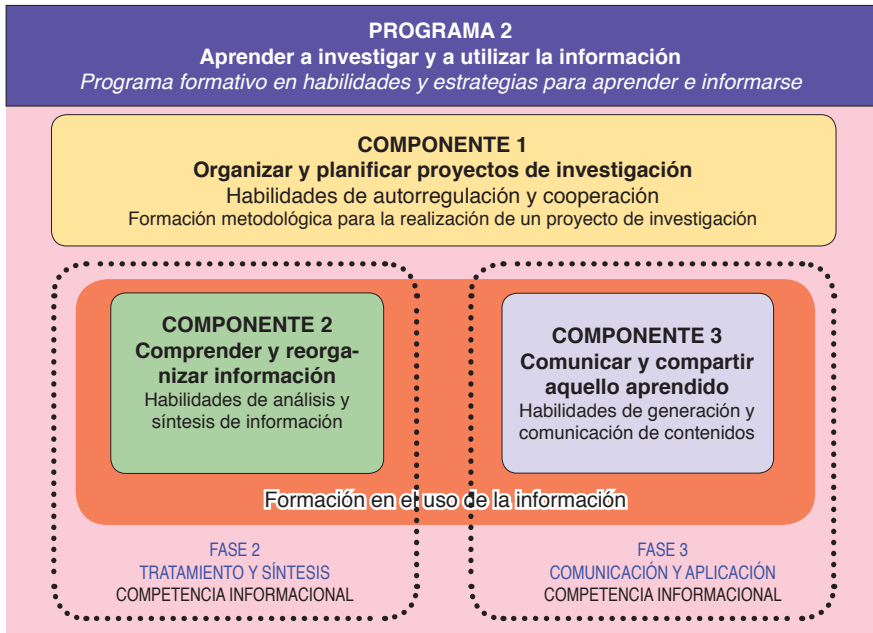 PROGRAMA 2
Aprender a investigar y a utilizar la información
Programa formativo en habilidades y estrategias para aprender e informarse
COMPONENTE 1
Organizar y planificar proyectos de investigación
Habilidades de autorregulación y cooperación
Formación metodológica para la realización de un proyecto de investigación
COMPONENTE 2
Comprender y reorga-
nizar información
Habilidades de análisis y
síntesis de información
COMPONENTE 3
Comunicar y compartir
aquello aprendido
Habilidades de generación y
comunicación de contenidos
Formación en el uso de la información
FASE 2
TRATAMIENTO Y SÍNTESIS
COMPETENCIA INFORMACIONAL
FASE 3
COMUNICACIÓN Y APLICACIÓN
COMPETENCIA INFORMACIONAL